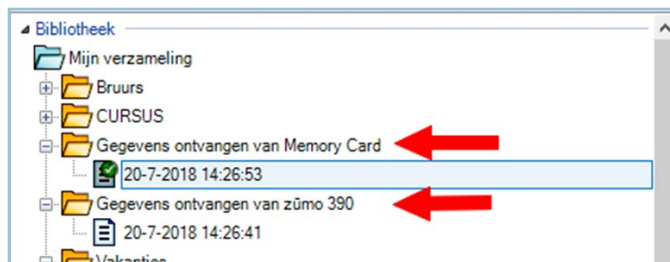 Bibliotheek
Mijn verzameling
Bruurs
CURSUS
Gegevens ontvangen van Memory Card
20-7-2018 14:26:53
Gegevens ontvangen van zūmo 390
20-7-2018 14:26:41
Vakanties